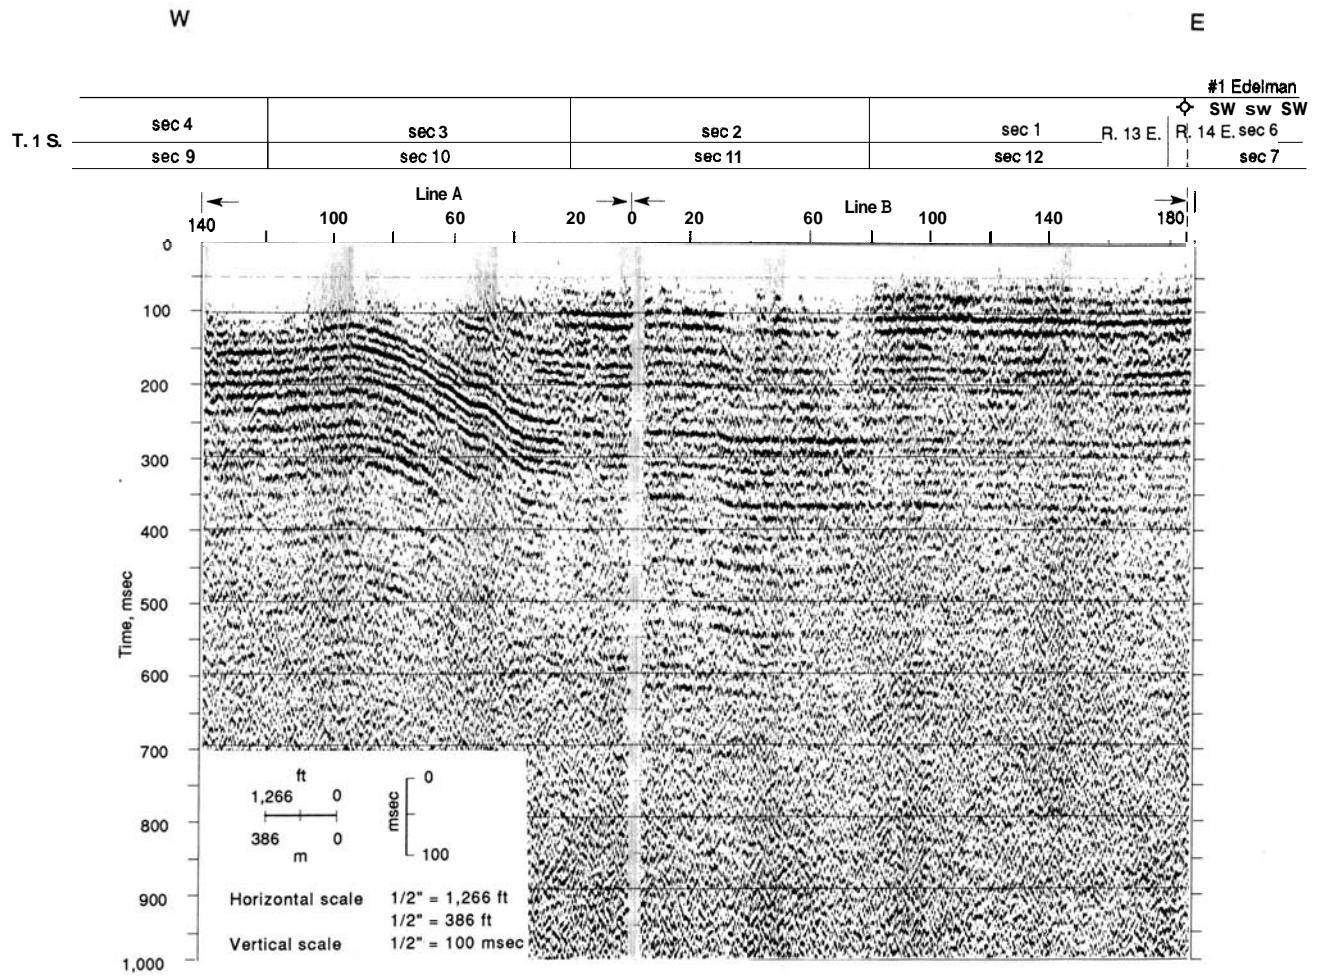 W E
#1 Edelman
SW sw SW
T. 1 S.
sec 4 sec 3 sec 2 sec 1 R. 13 E. R. 14 E. sec 6
sec 9 sec 10 sec 11 sec 12 sec 7
Line A Line B
140 100 60 20 0 20 60 100 140 180
0
100
200
300
400
500
600
700
800
900
1,000
Time, msec
ft
1,266 0
386 0
m
0
msec
100
Horizontal scale 1/2" = 1,266 ft
1/2" = 386 ft
Vertical scale 1/2" = 100 msec